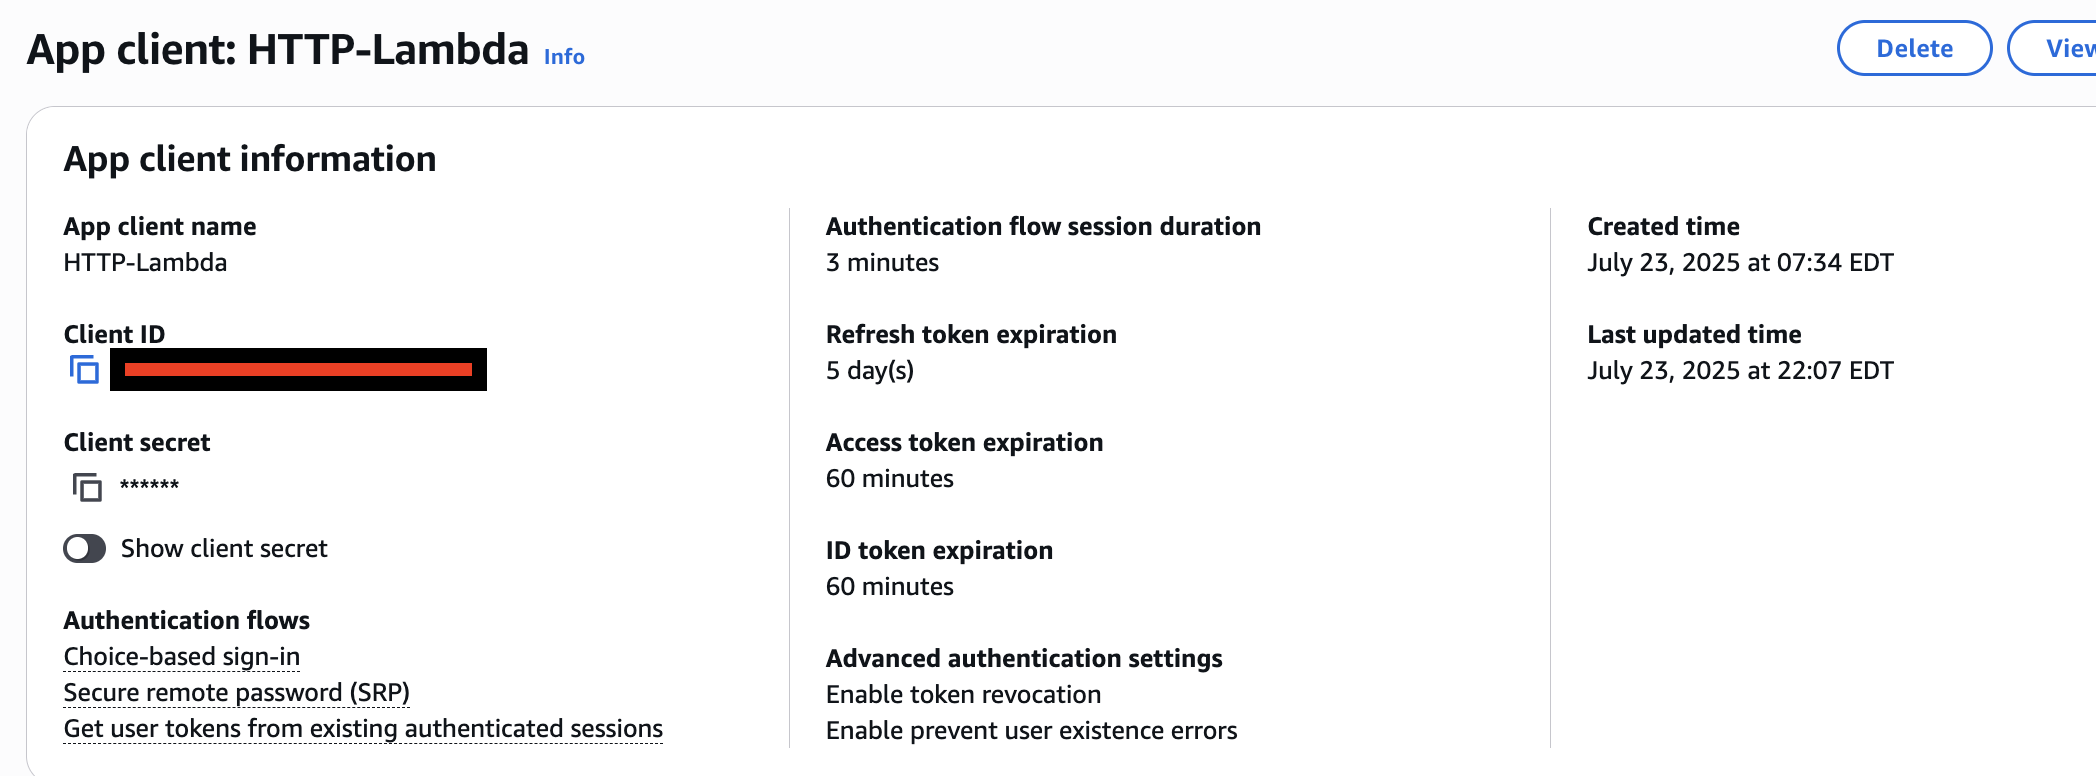 App client: HTTP-Lambda Info
Delete
View
App client information
App client name
HTTP-Lambda
Client ID
Client secret
******
Show client secret
Authentication flows
Choice-based sign-in
Secure remote password (SRP)
Get user tokens from existing authenticated sessions
Authentication flow session duration
3 minutes
Refresh token expiration
5 day(s)
Access token expiration
60 minutes
ID token expiration
60 minutes
Advanced authentication settings
Enable token revocation
Enable prevent user existence errors
Created time
July 23, 2025 at 07:34 EDT
Last updated time
July 23, 2025 at 22:07 EDT